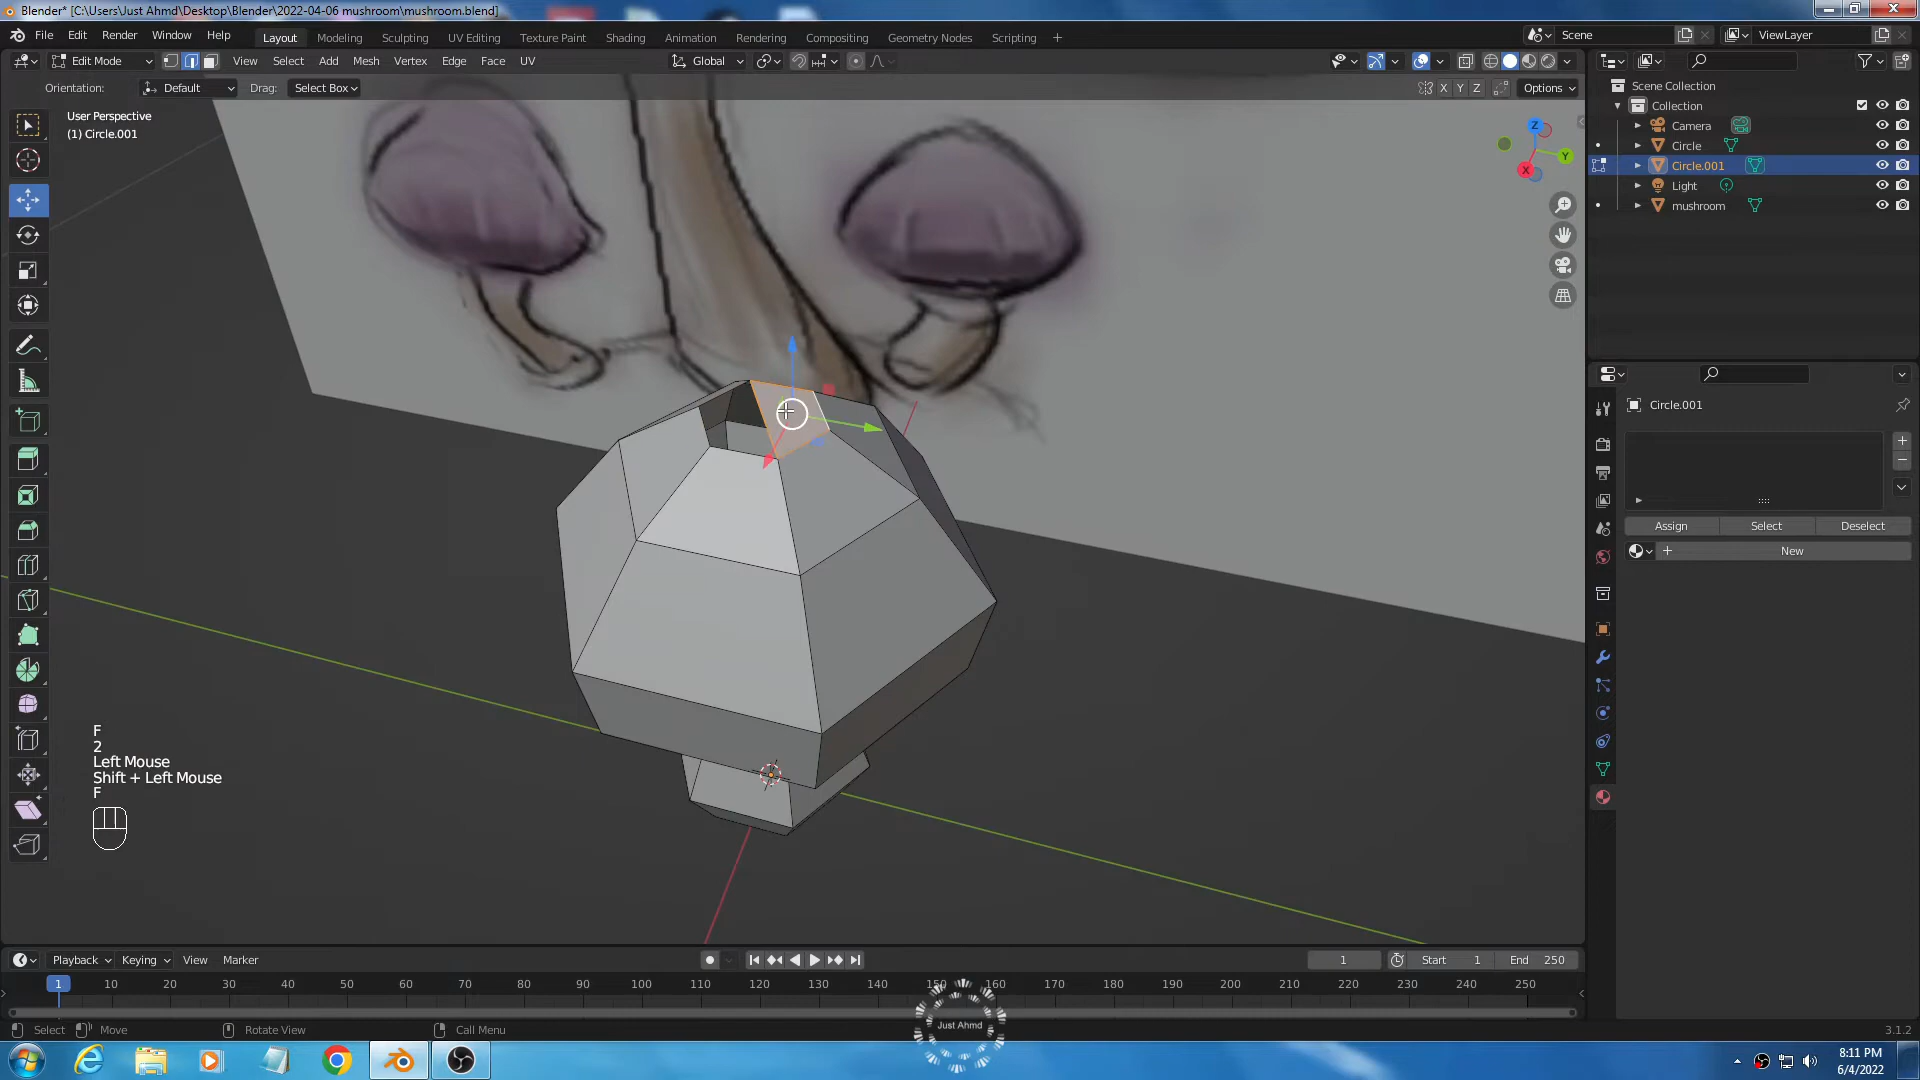 Blender* [C:\Users\Just Ahmd\Desktop\Blender\2022-04-06 mushroom\mushroom.blend]
File Edit Render Window Help Layout Modeling Sculpting UV Editing Texture Paint Shading Animation Rendering Compositing Geometry Nodes Scripting + Scene ViewLayer
Edit Mode View Select Add Mesh Vertex Edge Face UV Global
Orientation: Default Drag: Select Box X Y Z Options
User Perspective
(1) Circle.001
Z
Y
X
F
2
Left Mouse
Shift + Left Mouse
F
Scene Collection
Collection
Camera
Circle
Circle.001
Light
mushroom
Circle.001
Assign Select Deselect
+ New
Playback Keying View Marker 1 Start 1 End 250
1 10 20 30 40 50 60 70 80 90 100 110 120 130 140 150 160 170 180 190 200 210 220 230 240 250
Select Move Rotate View Call Menu 3.1.2
Just Ahmd
8:11 PM
6/4/2022